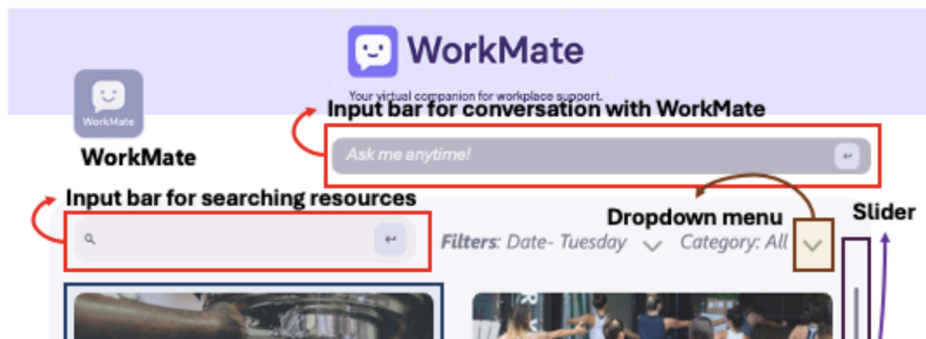 WorkMate
Your virtual companion for workplace support.
WorkMate
WorkMate
Input bar for conversation with WorkMate
Ask me anytime!
Input bar for searching resources
Dropdown menu
Slider
Filters: Date- Tuesday
Category: All